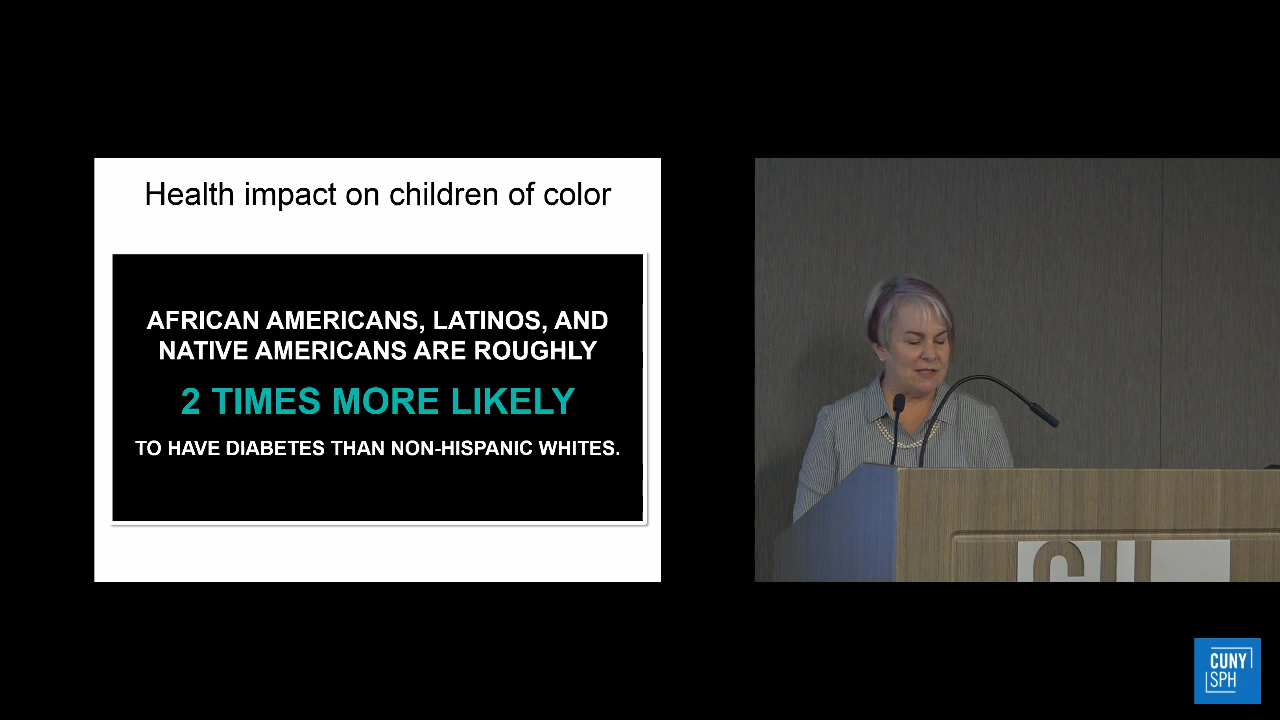 Health impact on children of color
AFRICAN AMERICANS, LATINOS, AND
NATIVE AMERICANS ARE ROUGHLY
2 TIMES MORE LIKELY
TO HAVE DIABETES THAN NON-HISPANIC WHITES.
CUNY
SPH